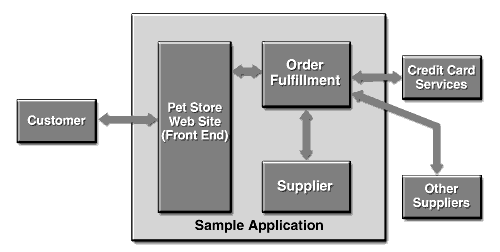 Customer
Pet Store
Web Site
(Front End)
Order
Fulfillment
Supplier
Credit Card
Services
Other
Suppliers
Sample Application